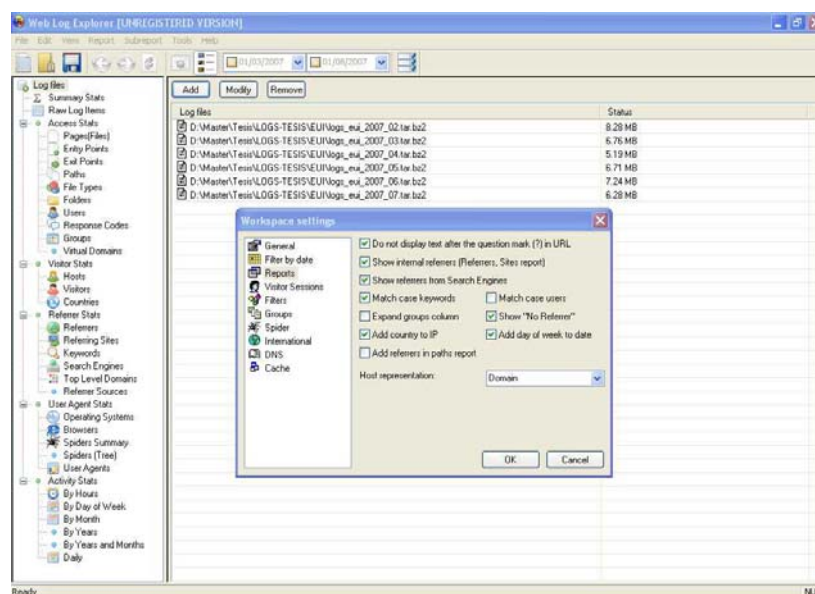 Web Log Explorer [UNREGISTERED VERSION]
File Edit View Report Subreport Tools Help
01/03/2007 01/08/2007
Log files
Summary Stats
Raw Log Items
Access Stats
Pages(Files)
Entry Points
Exit Points
Paths
File Types
Folders
Users
Response Codes
Groups
Virtual Domains
Visitor Stats
Hosts
Visitors
Countries
Referrer Stats
Referrers
Referring Sites
Keywords
Search Engines
Top Level Domains
Referrer Sources
User Agent Stats
Operating Systems
Browsers
Spiders Summary
Spiders (Tree)
User Agents
Activity Stats
By Hours
By Day of Week
By Month
By Years
By Years and Months
Daily
Add Modify Remove
Log files Status
D:\Master\Tesis\LOGS-TESIS\EUI\logs_eui_2007_02.tar.bz2 8.28 MB
D:\Master\Tesis\LOGS-TESIS\EUI\logs_eui_2007_03.tar.bz2 6.76 MB
D:\Master\Tesis\LOGS-TESIS\EUI\logs_eui_2007_04.tar.bz2 5.19 MB
D:\Master\Tesis\LOGS-TESIS\EUI\logs_eui_2007_05.tar.bz2 6.71 MB
D:\Master\Tesis\LOGS-TESIS\EUI\logs_eui_2007_06.tar.bz2 7.24 MB
D:\Master\Tesis\LOGS-TESIS\EUI\logs_eui_2007_07.tar.bz2 6.28 MB
Workspace settings
General
Filter by date
Reports
Visitor Sessions
Filters
Groups
Spider
International
DNS
Cache
Do not display text after the question mark (?) in URL
Show internal referrers (Referrers, Sites report)
Show referrers from Search Engines
Match case keywords Match case users
Expand groups column Show "No Referrer"
Add country to IP Add day of week to date
Add referrers in paths report
Host representation: Domain
OK Cancel
Ready